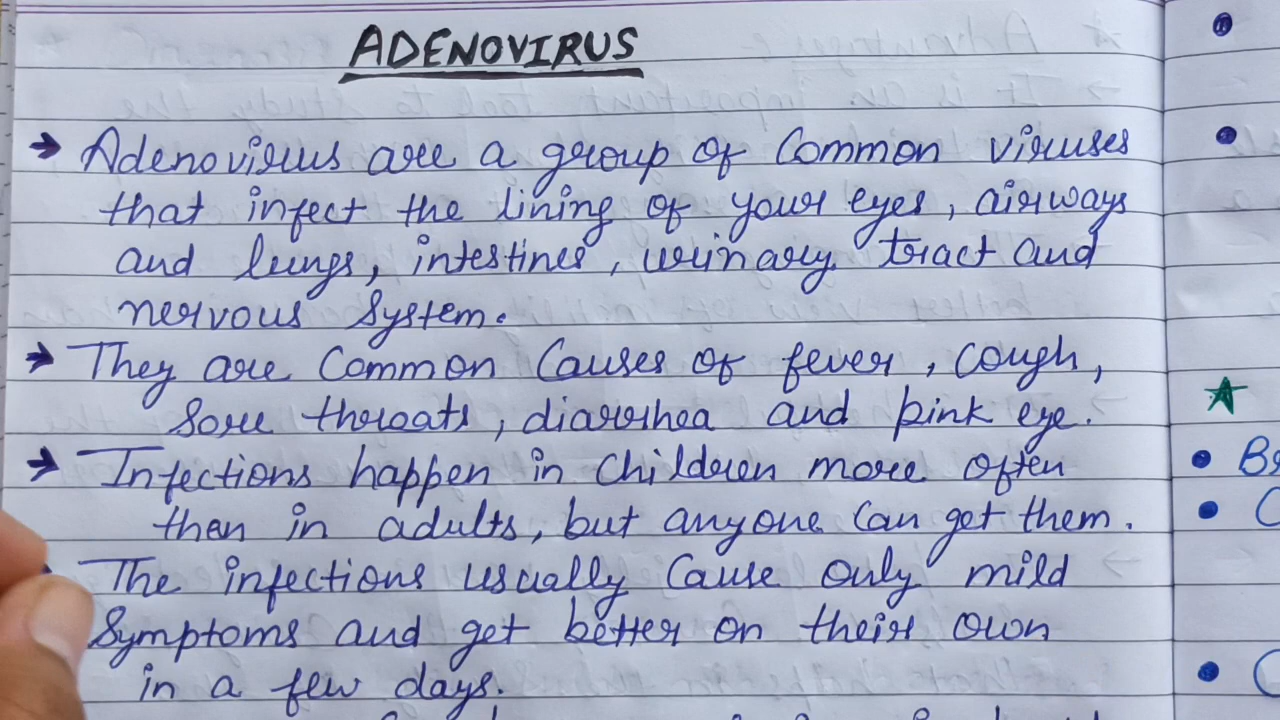 ADENOVIRUS
→ Adenovirus are a group of Common viruses
that infect the lining of your eyes, airways
and lungs, intestines, urinary tract and
nervous System.
→ They are Common Causes of fever, Cough,
Sore throats, diarrhea and pink eye.
→ Infections happen in Children more often
then in adults, but anyone Can get them.
The infections usually Cause only mild
Symptoms and get better on their own
in a few days.